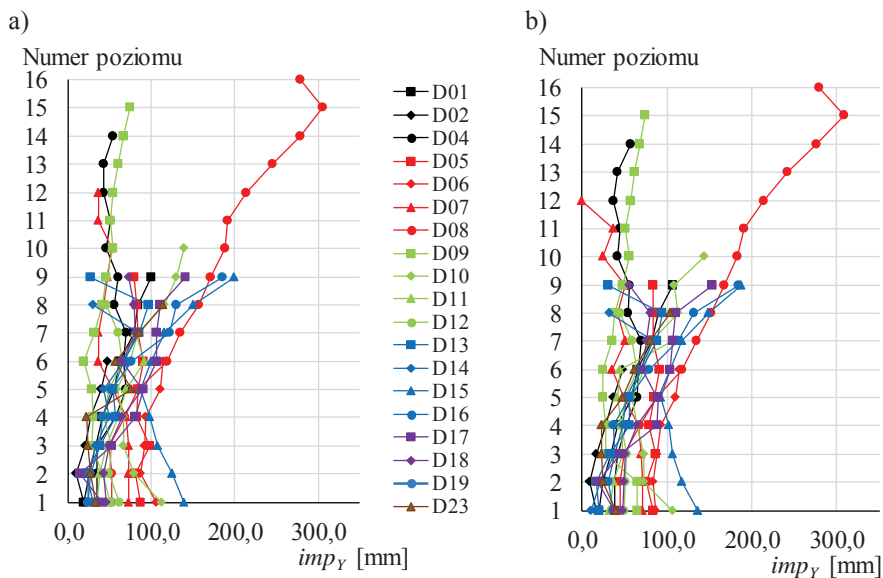 a)
Numer poziomu
16
15
14
13
12
11
10
9
8
7
6
5
4
3
2
1
0,0 100,0 200,0 300,0
imp_Y [mm]
D01
D02
D04
D05
D06
D07
D08
D09
D10
D11
D12
D13
D14
D15
D16
D17
D18
D19
D23
b)
Numer poziomu
16
15
14
13
12
11
10
9
8
7
6
5
4
3
2
1
0,0 100,0 200,0 300,0
imp_Y [mm]